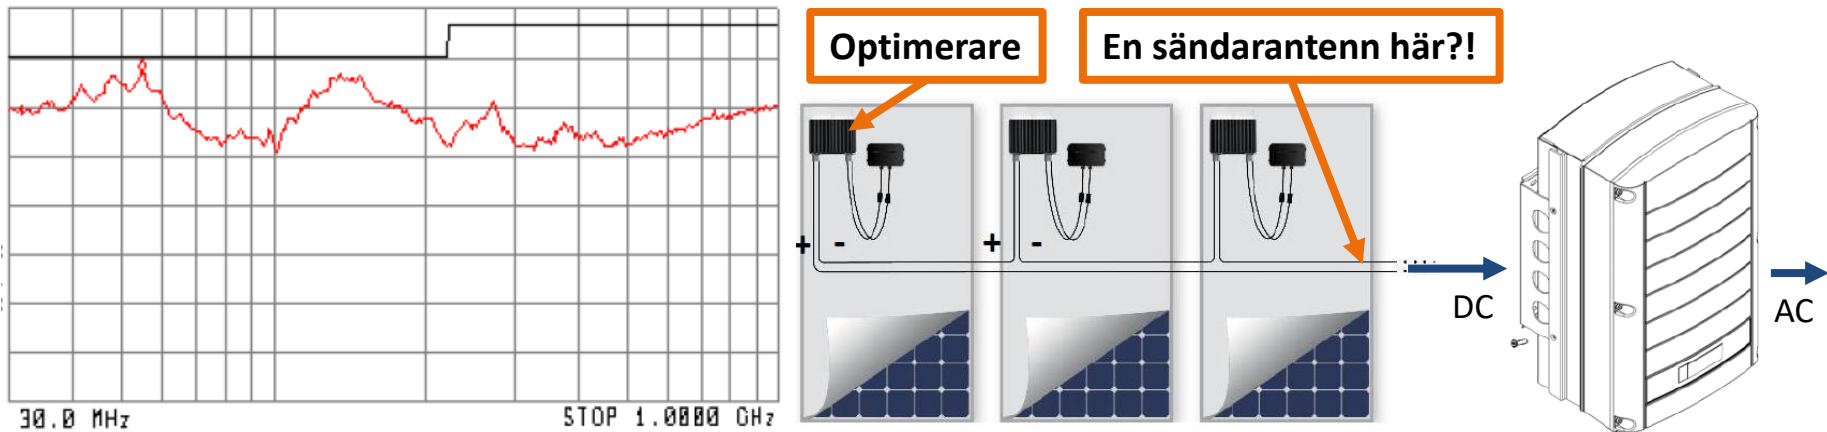 Optimerare
En sändarantenn här?!
+ -
+ -
DC
AC
30.0 MHz
STOP 1.0000 GHz